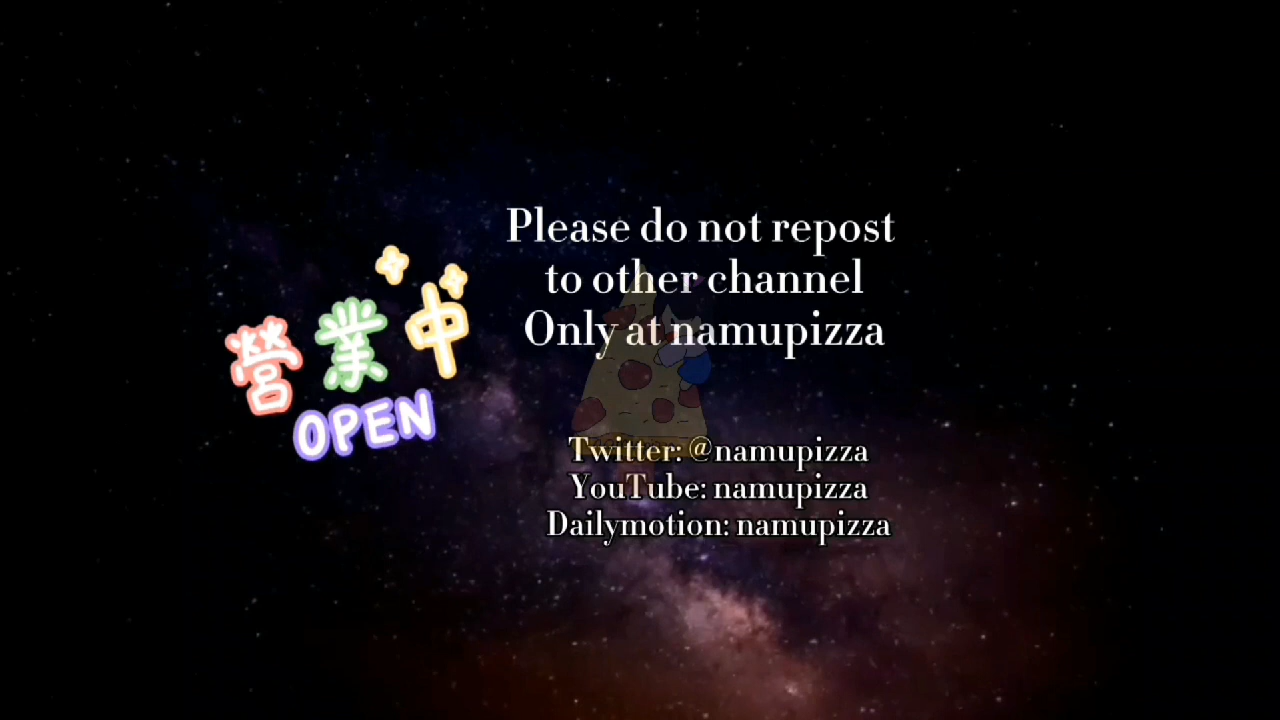 Please do not repost
to other channel
Only at namupizza
營業中
OPEN
Twitter: @namupizza
YouTube: namupizza
Dailymotion: namupizza